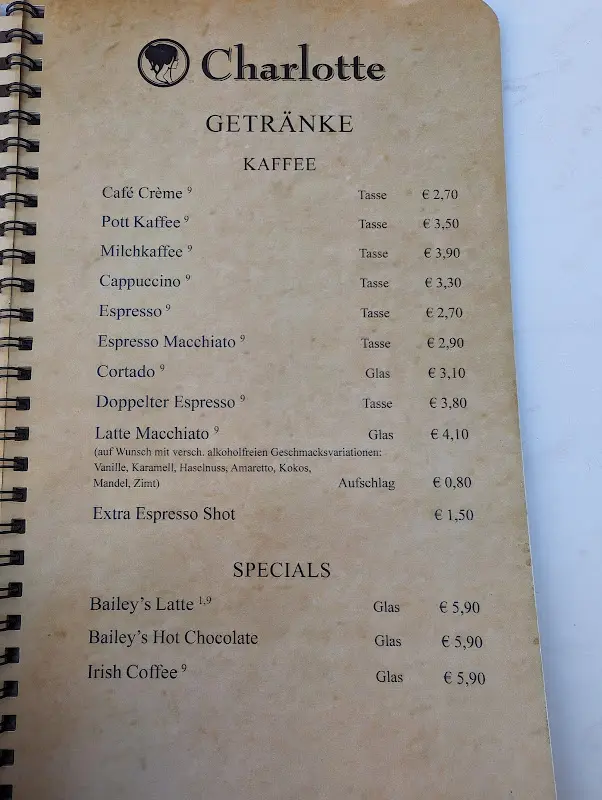 Charlotte
GETRÄNKE
KAFFEE
Café Crème ⁹ Tasse € 2,70
Pott Kaffee ⁹ Tasse € 3,50
Milchkaffee ⁹ Tasse € 3,90
Cappuccino ⁹ Tasse € 3,30
Espresso ⁹ Tasse € 2,70
Espresso Macchiato ⁹ Tasse € 2,90
Cortado ⁹ Glas € 3,10
Doppelter Espresso ⁹ Tasse € 3,80
Latte Macchiato ⁹ Glas € 4,10
(auf Wunsch mit versch. alkoholfreien Geschmacksvariationen:
Vanille, Karamell, Haselnuss, Amaretto, Kokos,
Mandel, Zimt) Aufschlag € 0,80
Extra Espresso Shot € 1,50
SPECIALS
Bailey’s Latte ¹,⁹ Glas € 5,90
Bailey’s Hot Chocolate Glas € 5,90
Irish Coffee ⁹ Glas € 5,90